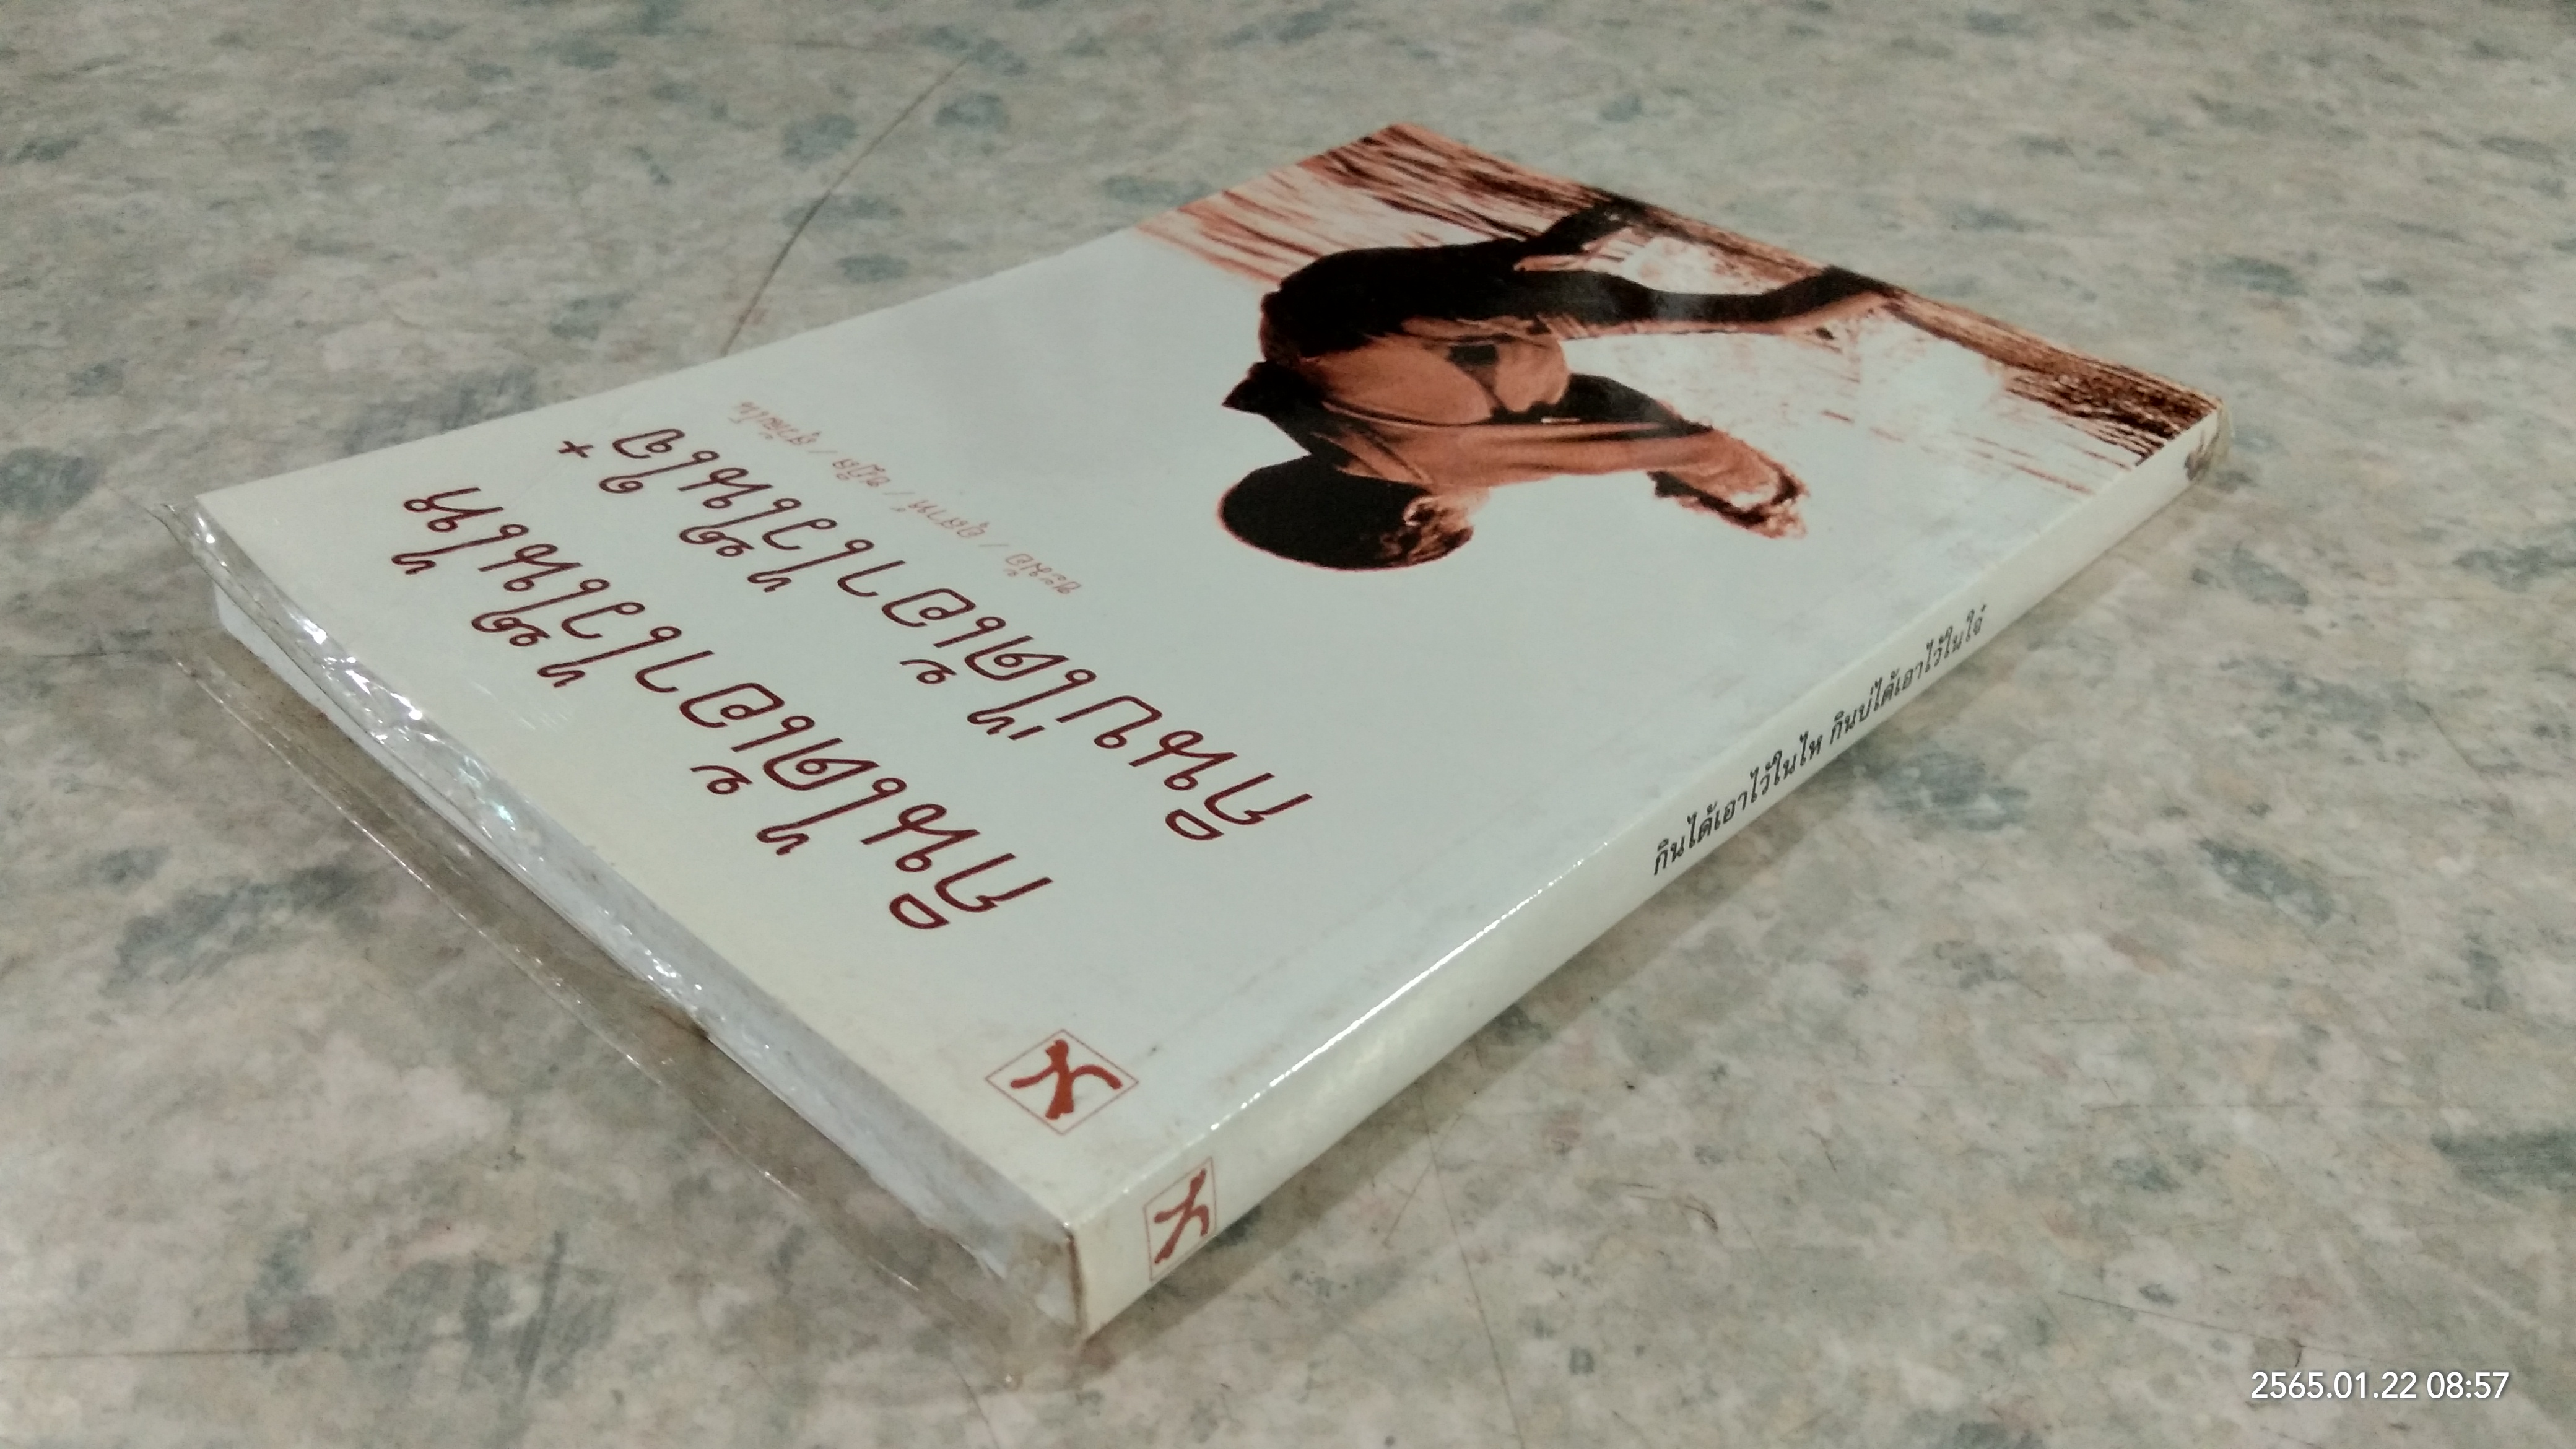 กินได้เอาไว้ในไห
กินบ่ได้เอาไว้ในใจ๋
กินได้เอาไว้ในไห กินบ่ได้เอาไว้ในใจ๋
2565.01.22 08:57